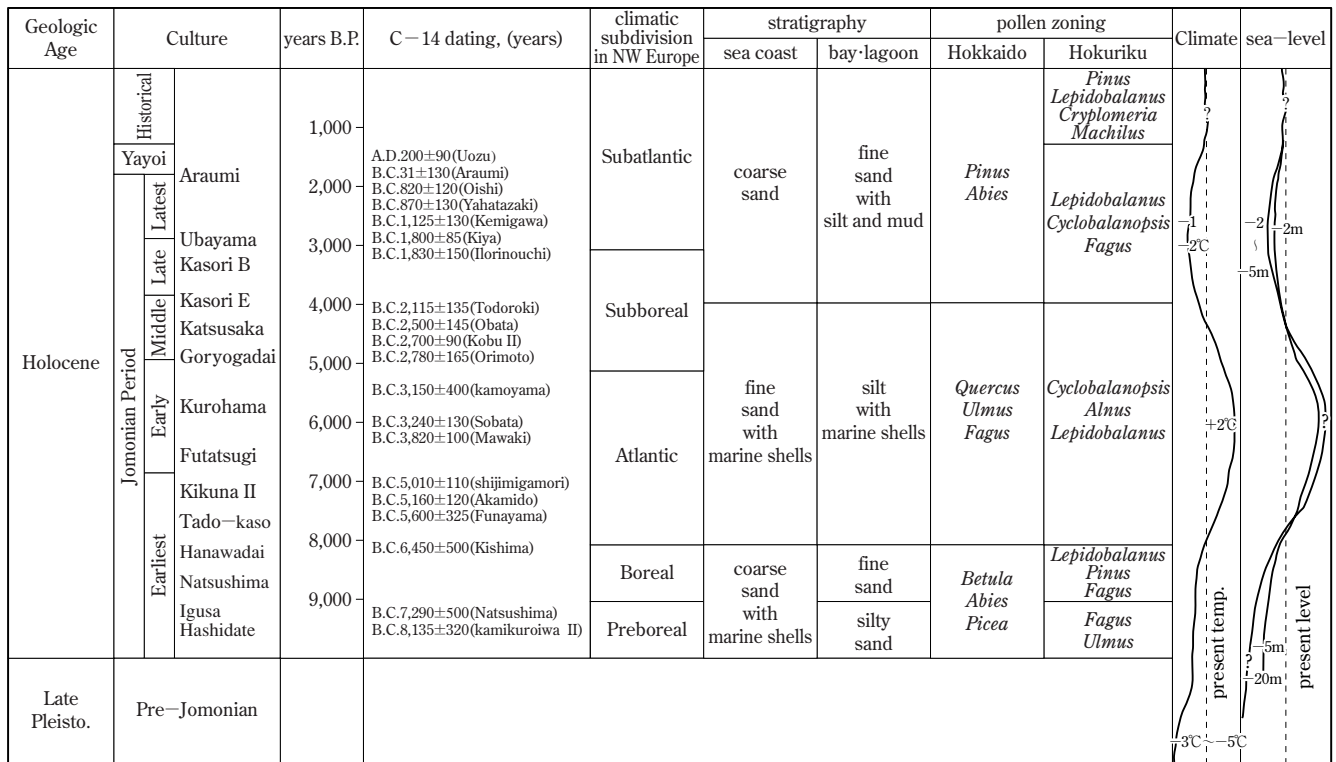 Geologic
Age
Culture
years B.P.
C－14 dating, (years)
climatic
subdivision
in NW Europe
stratigraphy
sea coast
bay·lagoon
pollen zoning
Hokkaido
Hokuriku
Climate
sea－level
Holocene
Late
Pleisto.
Historical
Yayoi
Jomonian Period
Latest
Late
Middle
Early
Earliest
Pre－Jomonian
Araumi
Ubayama
Kasori B
Kasori E
Katsusaka
Goryogadai
Kurohama
Futatsugi
Kikuna II
Tado－kaso
Hanawadai
Natsushima
Igusa
Hashidate
1,000
2,000
3,000
4,000
5,000
6,000
7,000
8,000
9,000
A.D.200±90(Uozu)
B.C.31±130(Araumi)
B.C.820±120(Oishi)
B.C.870±130(Yahatazaki)
B.C.1,125±130(Kemigawa)
B.C.1,800±85(Kiya)
B.C.1,830±150(Ilorinouchi)
B.C.2,115±135(Todoroki)
B.C.2,500±145(Obata)
B.C.2,700±90(Kobu II)
B.C.2,780±165(Orimoto)
B.C.3,150±400(kamoyama)
B.C.3,240±130(Sobata)
B.C.3,820±100(Mawaki)
B.C.5,010±110(shijimigamori)
B.C.5,160±120(Akamido)
B.C.5,600±325(Funayama)
B.C.6,450±500(Kishima)
B.C.7,290±500(Natsushima)
B.C.8,135±320(kamikuroiwa II)
Subatlantic
Subboreal
Atlantic
Boreal
Preboreal
coarse
sand
fine
sand
with
marine shells
coarse
sand
with
marine shells
fine
sand
with
silt and mud
silt
with
marine shells
fine
sand
silty
sand
Pinus
Abies
Quercus
Ulmus
Fagus
Betula
Abies
Picea
Pinus
Lepidobalanus
Cryplomeria
Machilus
Lepidobalanus
Cyclobalanopsis
Fagus
Cyclobalanopsis
Alnus
Lepidobalanus
Lepidobalanus
Pinus
Fagus
Fagus
Ulmus
?
－1
～
－2℃
+2℃
present temp.
－3℃～－5℃
?
－2
～
－5m
－2m
?
－5m
?
－20m
present level